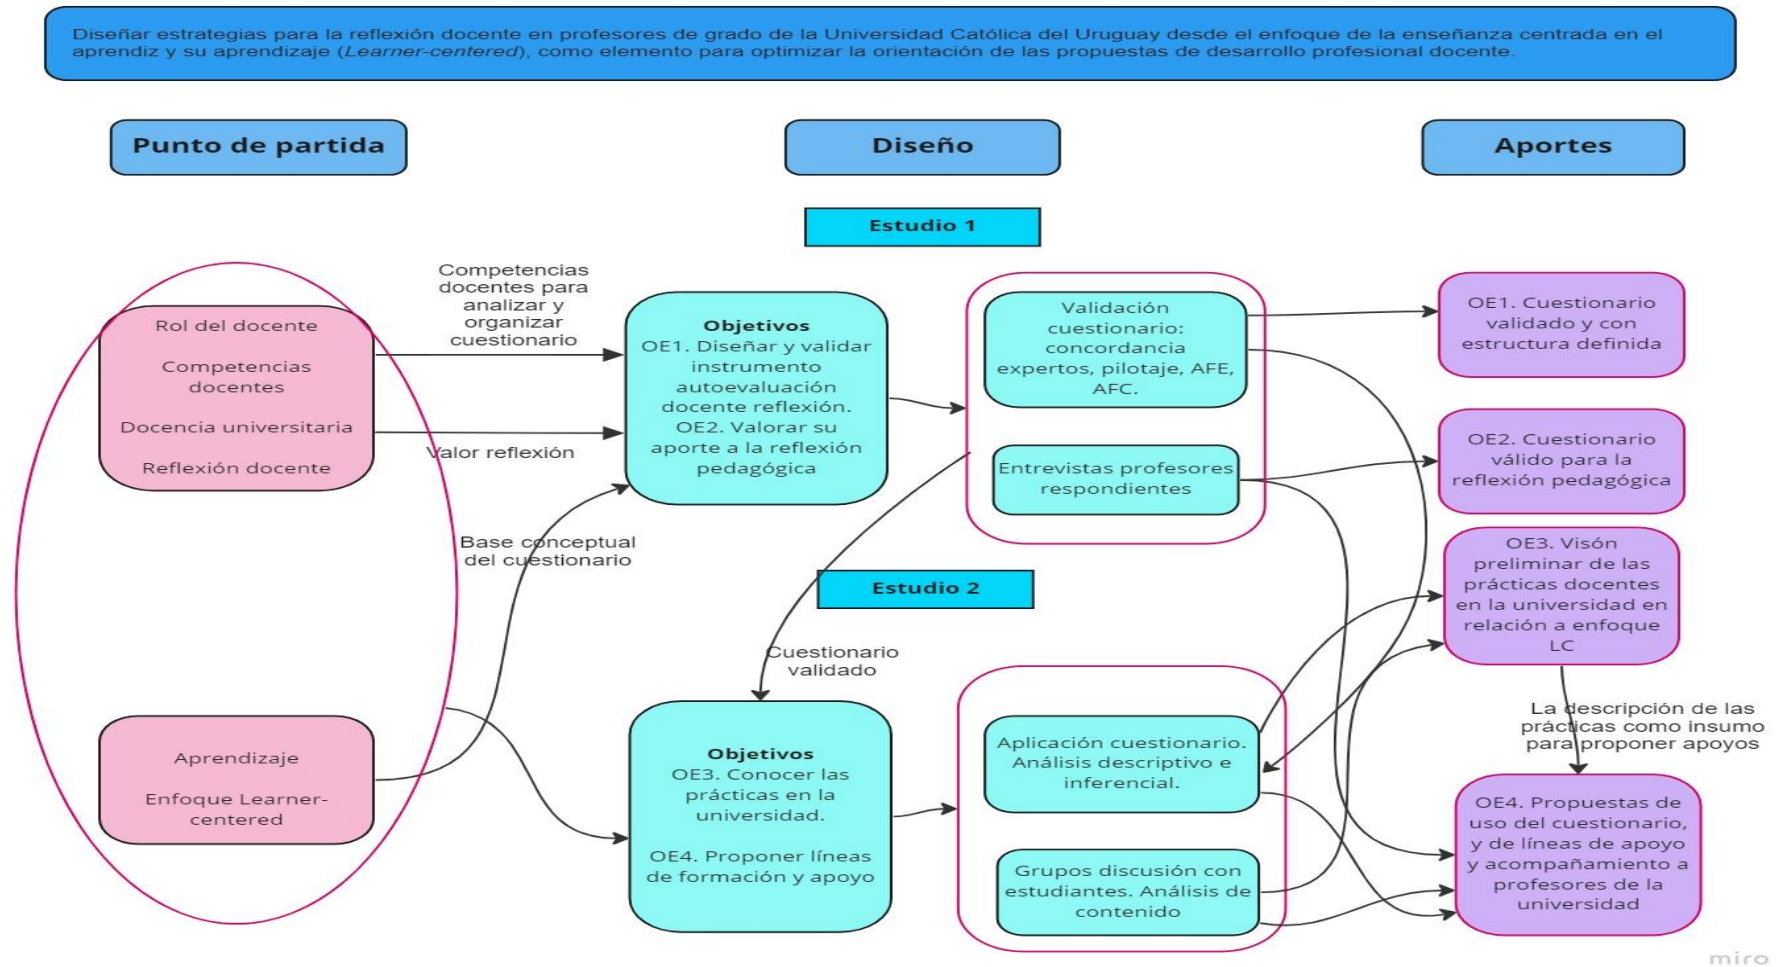 Diseñar estrategias para la reflexión docente en profesores de grado de la Universidad Católica del Uruguay desde el enfoque de la enseñanza centrada en el
aprendiz y su aprendizaje (Learner-centered), como elemento para optimizar la orientación de las propuestas de desarrollo profesional docente.
Punto de partida
Diseño
Aportes
Estudio 1
Rol del docente
Competencias
docentes
Docencia universitaria
Reflexión docente
Competencias
docentes para
analizar y
organizar
cuestionario
Valor reflexión
Objetivos
OE1. Diseñar y validar
instrumento
autoevaluación
docente reflexión.
OE2. Valorar su
aporte a la reflexión
pedagógica
Validación
cuestionario:
concordancia
expertos, pilotaje, AFE,
AFC.
Entrevistas profesores
respondientes
OE1. Cuestionario
validado y con
estructura definida
OE2. Cuestionario
válido para la
reflexión pedagógica
Base conceptual
del cuestionario
Estudio 2
OE3. Visón
preliminar de las
prácticas docentes
en la universidad en
relación a enfoque
LC
Cuestionario
validado
Aprendizaje
Enfoque Learner-
centered
Objetivos
OE3. Conocer las
prácticas en la
universidad.
OE4. Proponer líneas
de formación y apoyo
Aplicación cuestionario.
Análisis descriptivo e
inferencial.
Grupos discusión con
estudiantes. Análisis de
contenido
La descripción de las
prácticas como insumo
para proponer apoyos
OE4. Propuestas de
uso del cuestionario,
y de líneas de apoyo
y acompañamiento a
profesores de la
universidad
miro